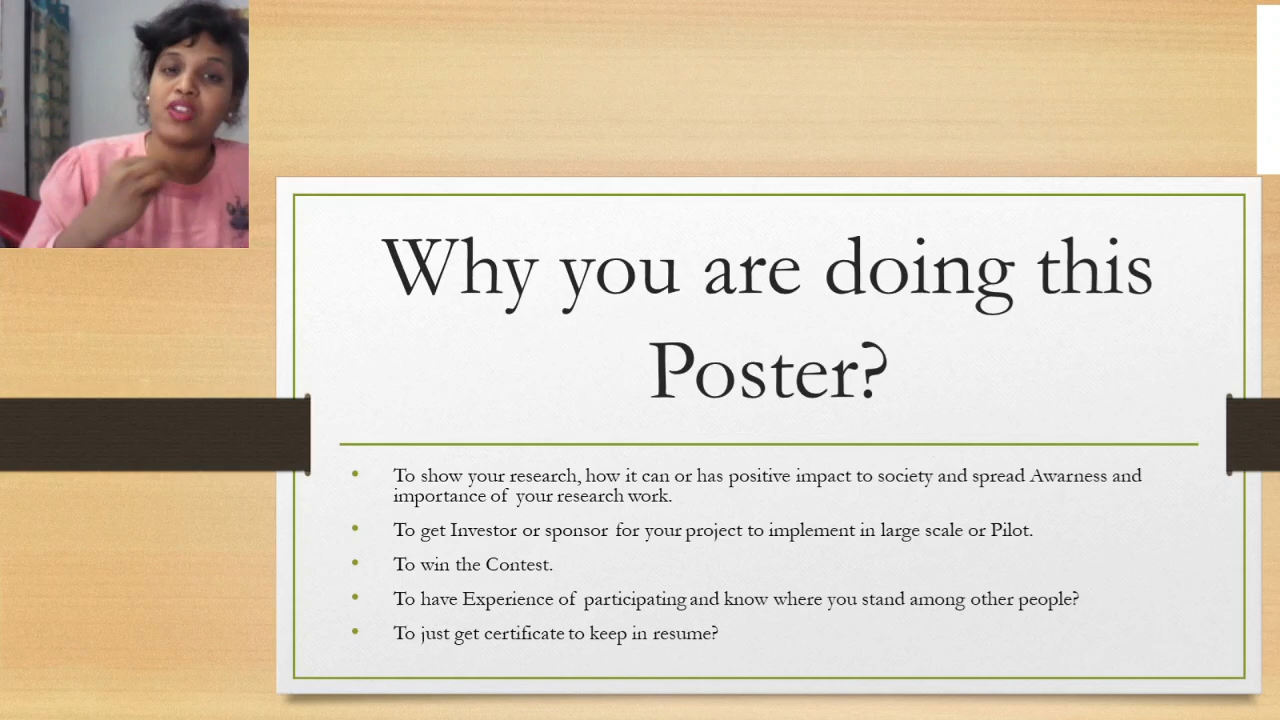 Why you are doing this
Poster?
• To show your research, how it can or has positive impact to society and spread Awarness and
importance of your research work.
• To get Investor or sponsor for your project to implement in large scale or Pilot.
• To win the Contest.
• To have Experience of participating and know where you stand among other people?
• To just get certificate to keep in resume?